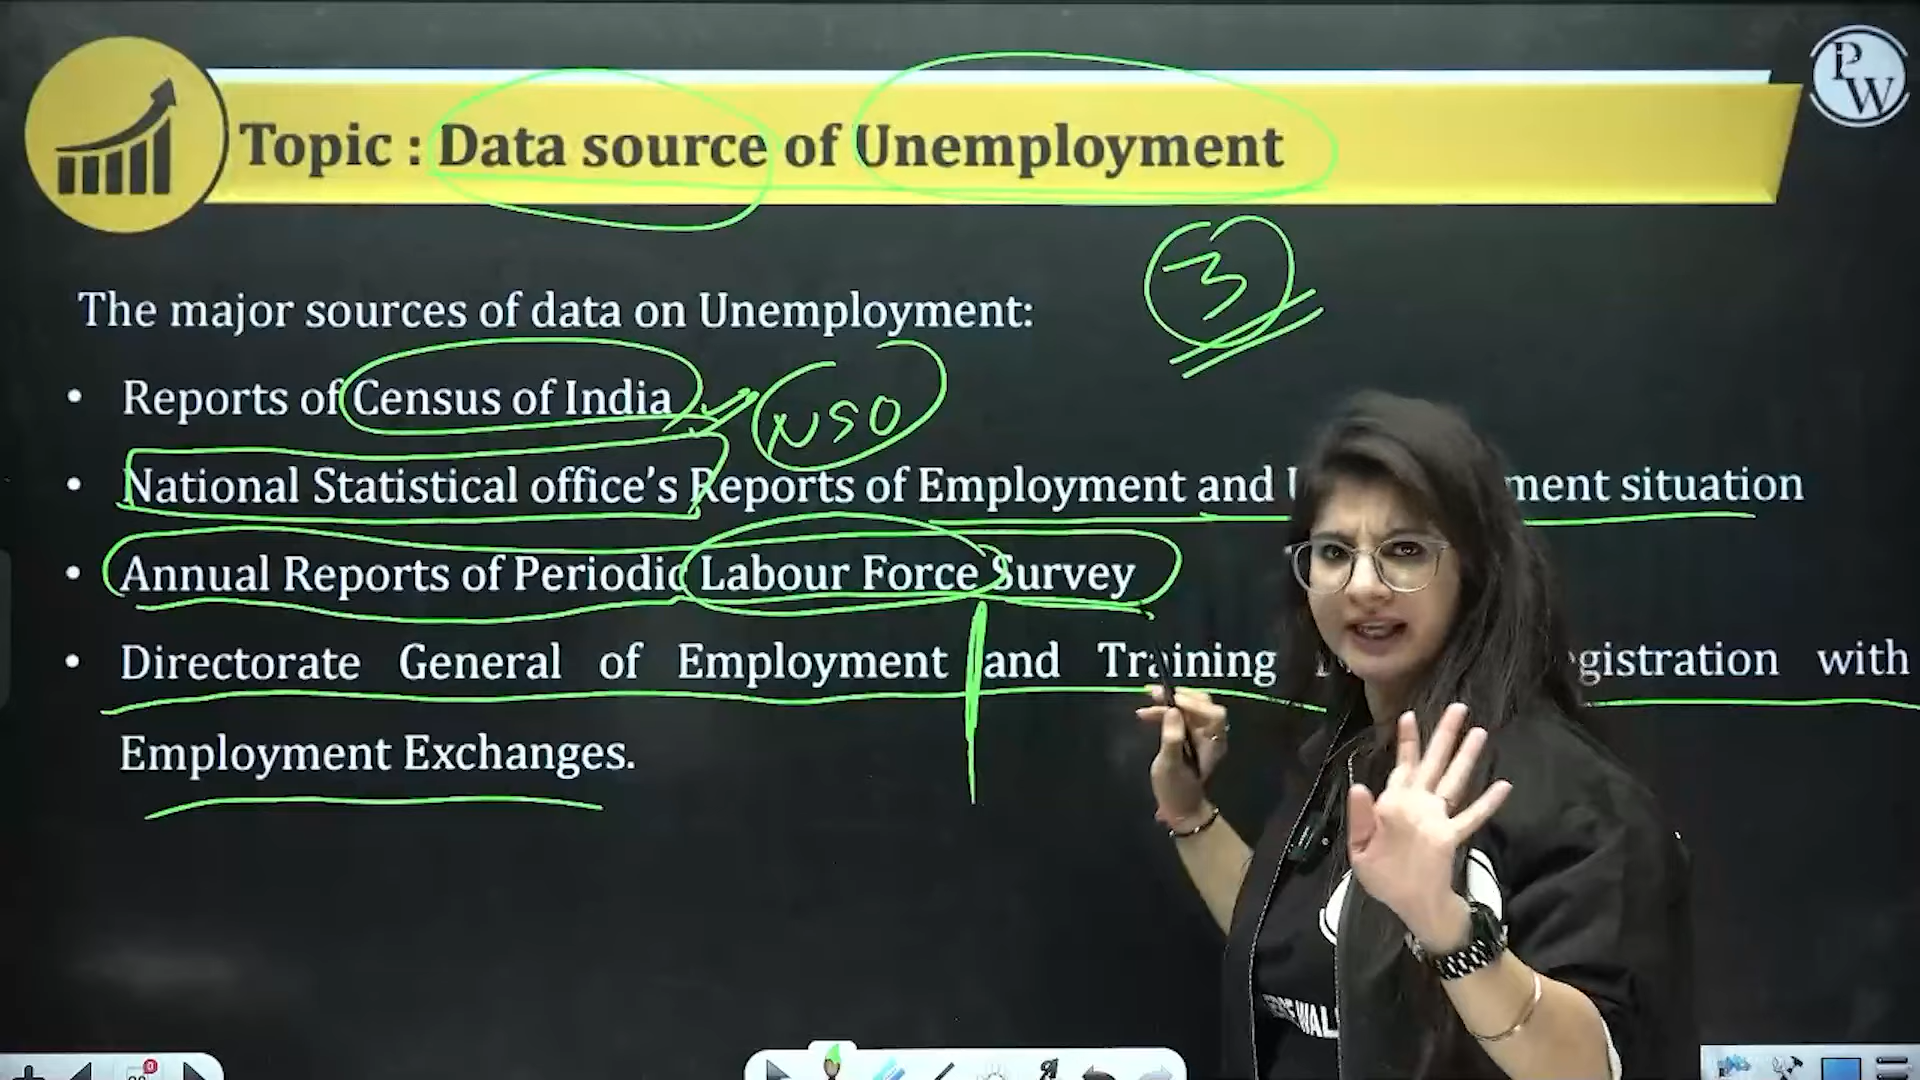 PW
Topic : Data source of Unemployment
3
The major sources of data on Unemployment:
• Reports of Census of India
NSO
• National Statistical office's Reports of Employment and situation
• Annual Reports of Periodic Labour Force Survey
• Directorate General of Employment and Training with
Employment Exchanges.